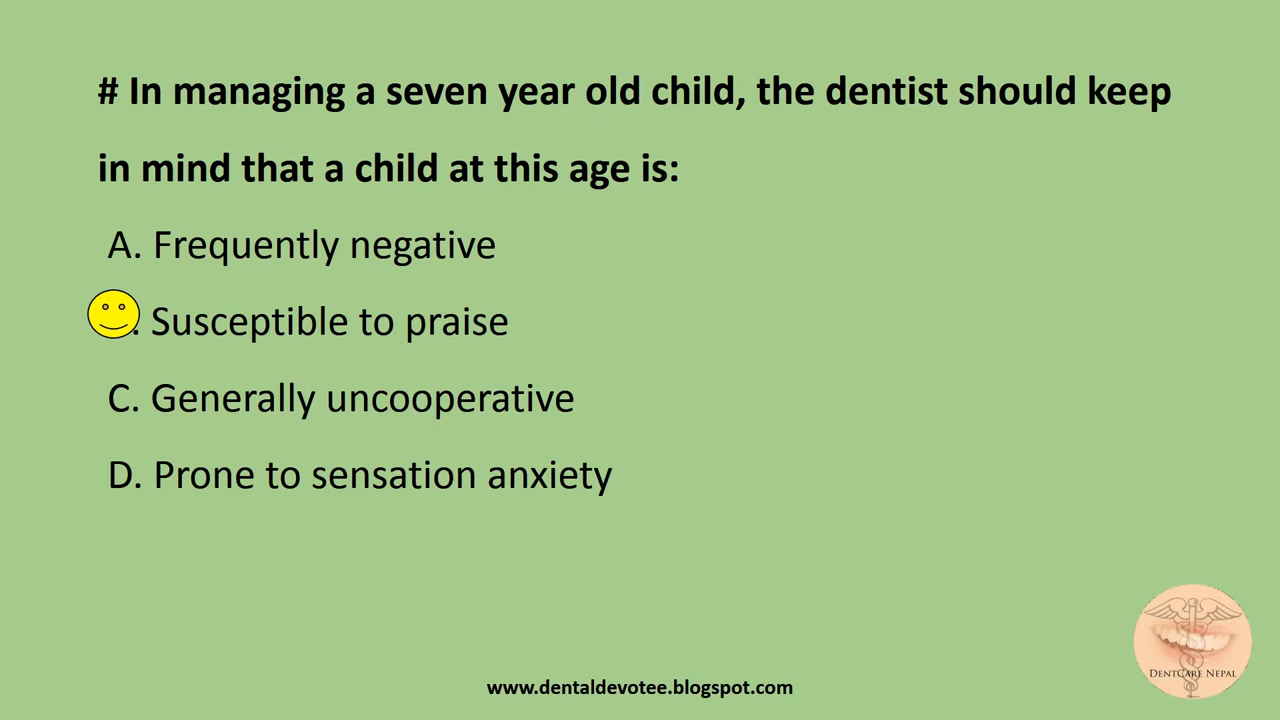 # In managing a seven year old child, the dentist should keep
in mind that a child at this age is:
A. Frequently negative
. Susceptible to praise
C. Generally uncooperative
D. Prone to sensation anxiety
DENTCARE NEPAL
www.dentaldevotee.blogspot.com